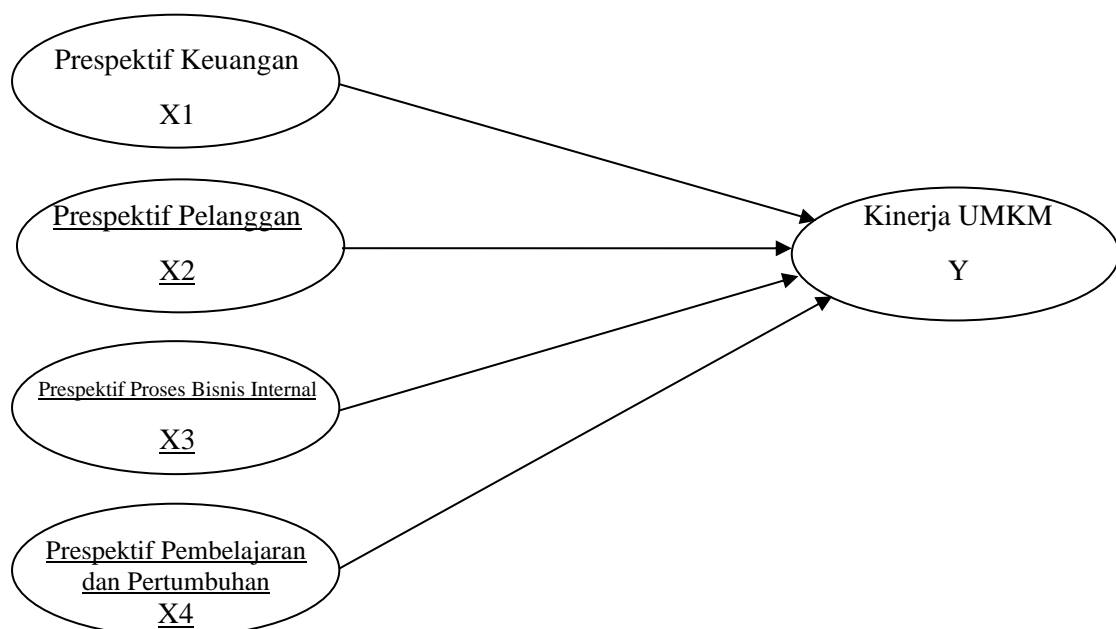 Prespektif Keuangan
X1
Prespektif Pelanggan
X2
Kinerja UMKM
Y
Prespektif Proses Bisnis Internal
X3
Prespektif Pembelajaran
dan Pertumbuhan
X4